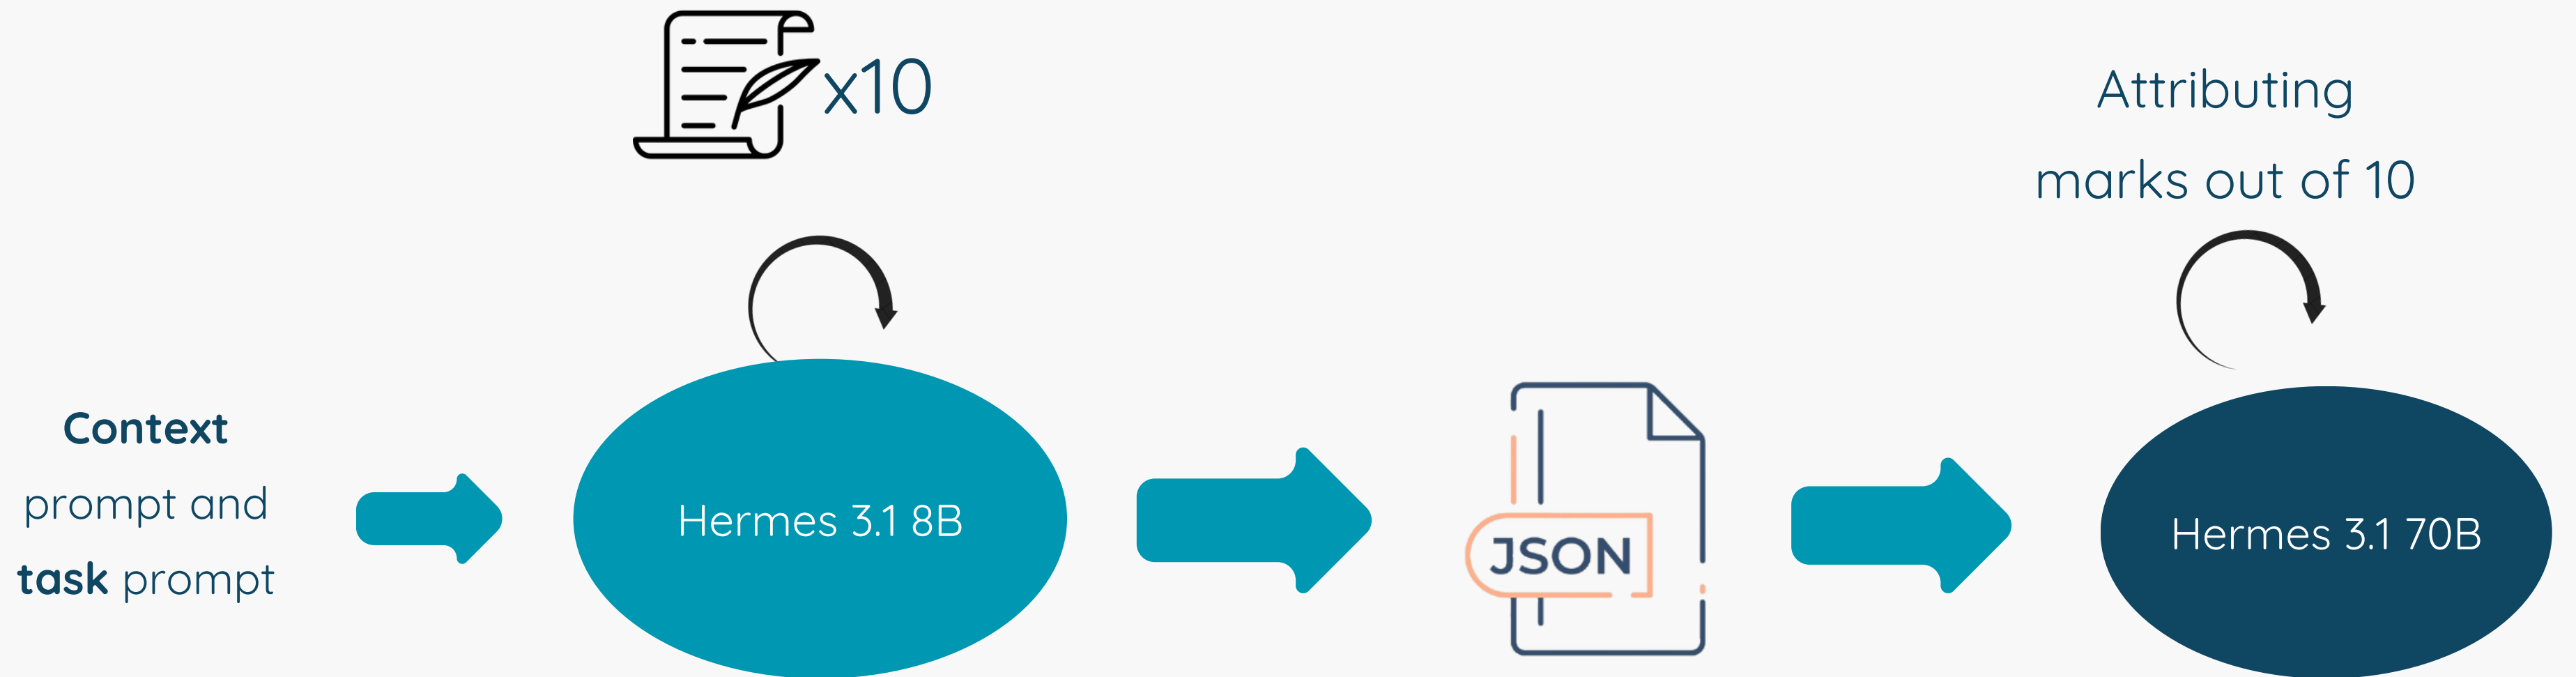 x10
Attributing
marks out of 10
Context
prompt and
task prompt
Hermes 3.1 8B
JSON
Hermes 3.1 70B